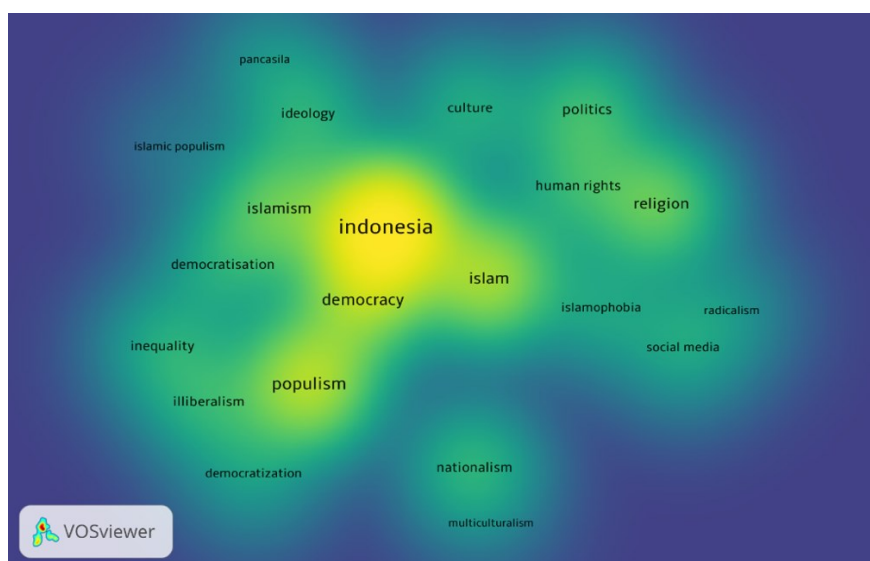 pancasila
culture
politics
ideology
islamic populism
human rights
religion
islamism
indonesia
democratisation
islam
democracy
islamophobia
radicalism
inequality
social media
populism
illiberalism
democratization
nationalism
multiculturalism
VOSviewer